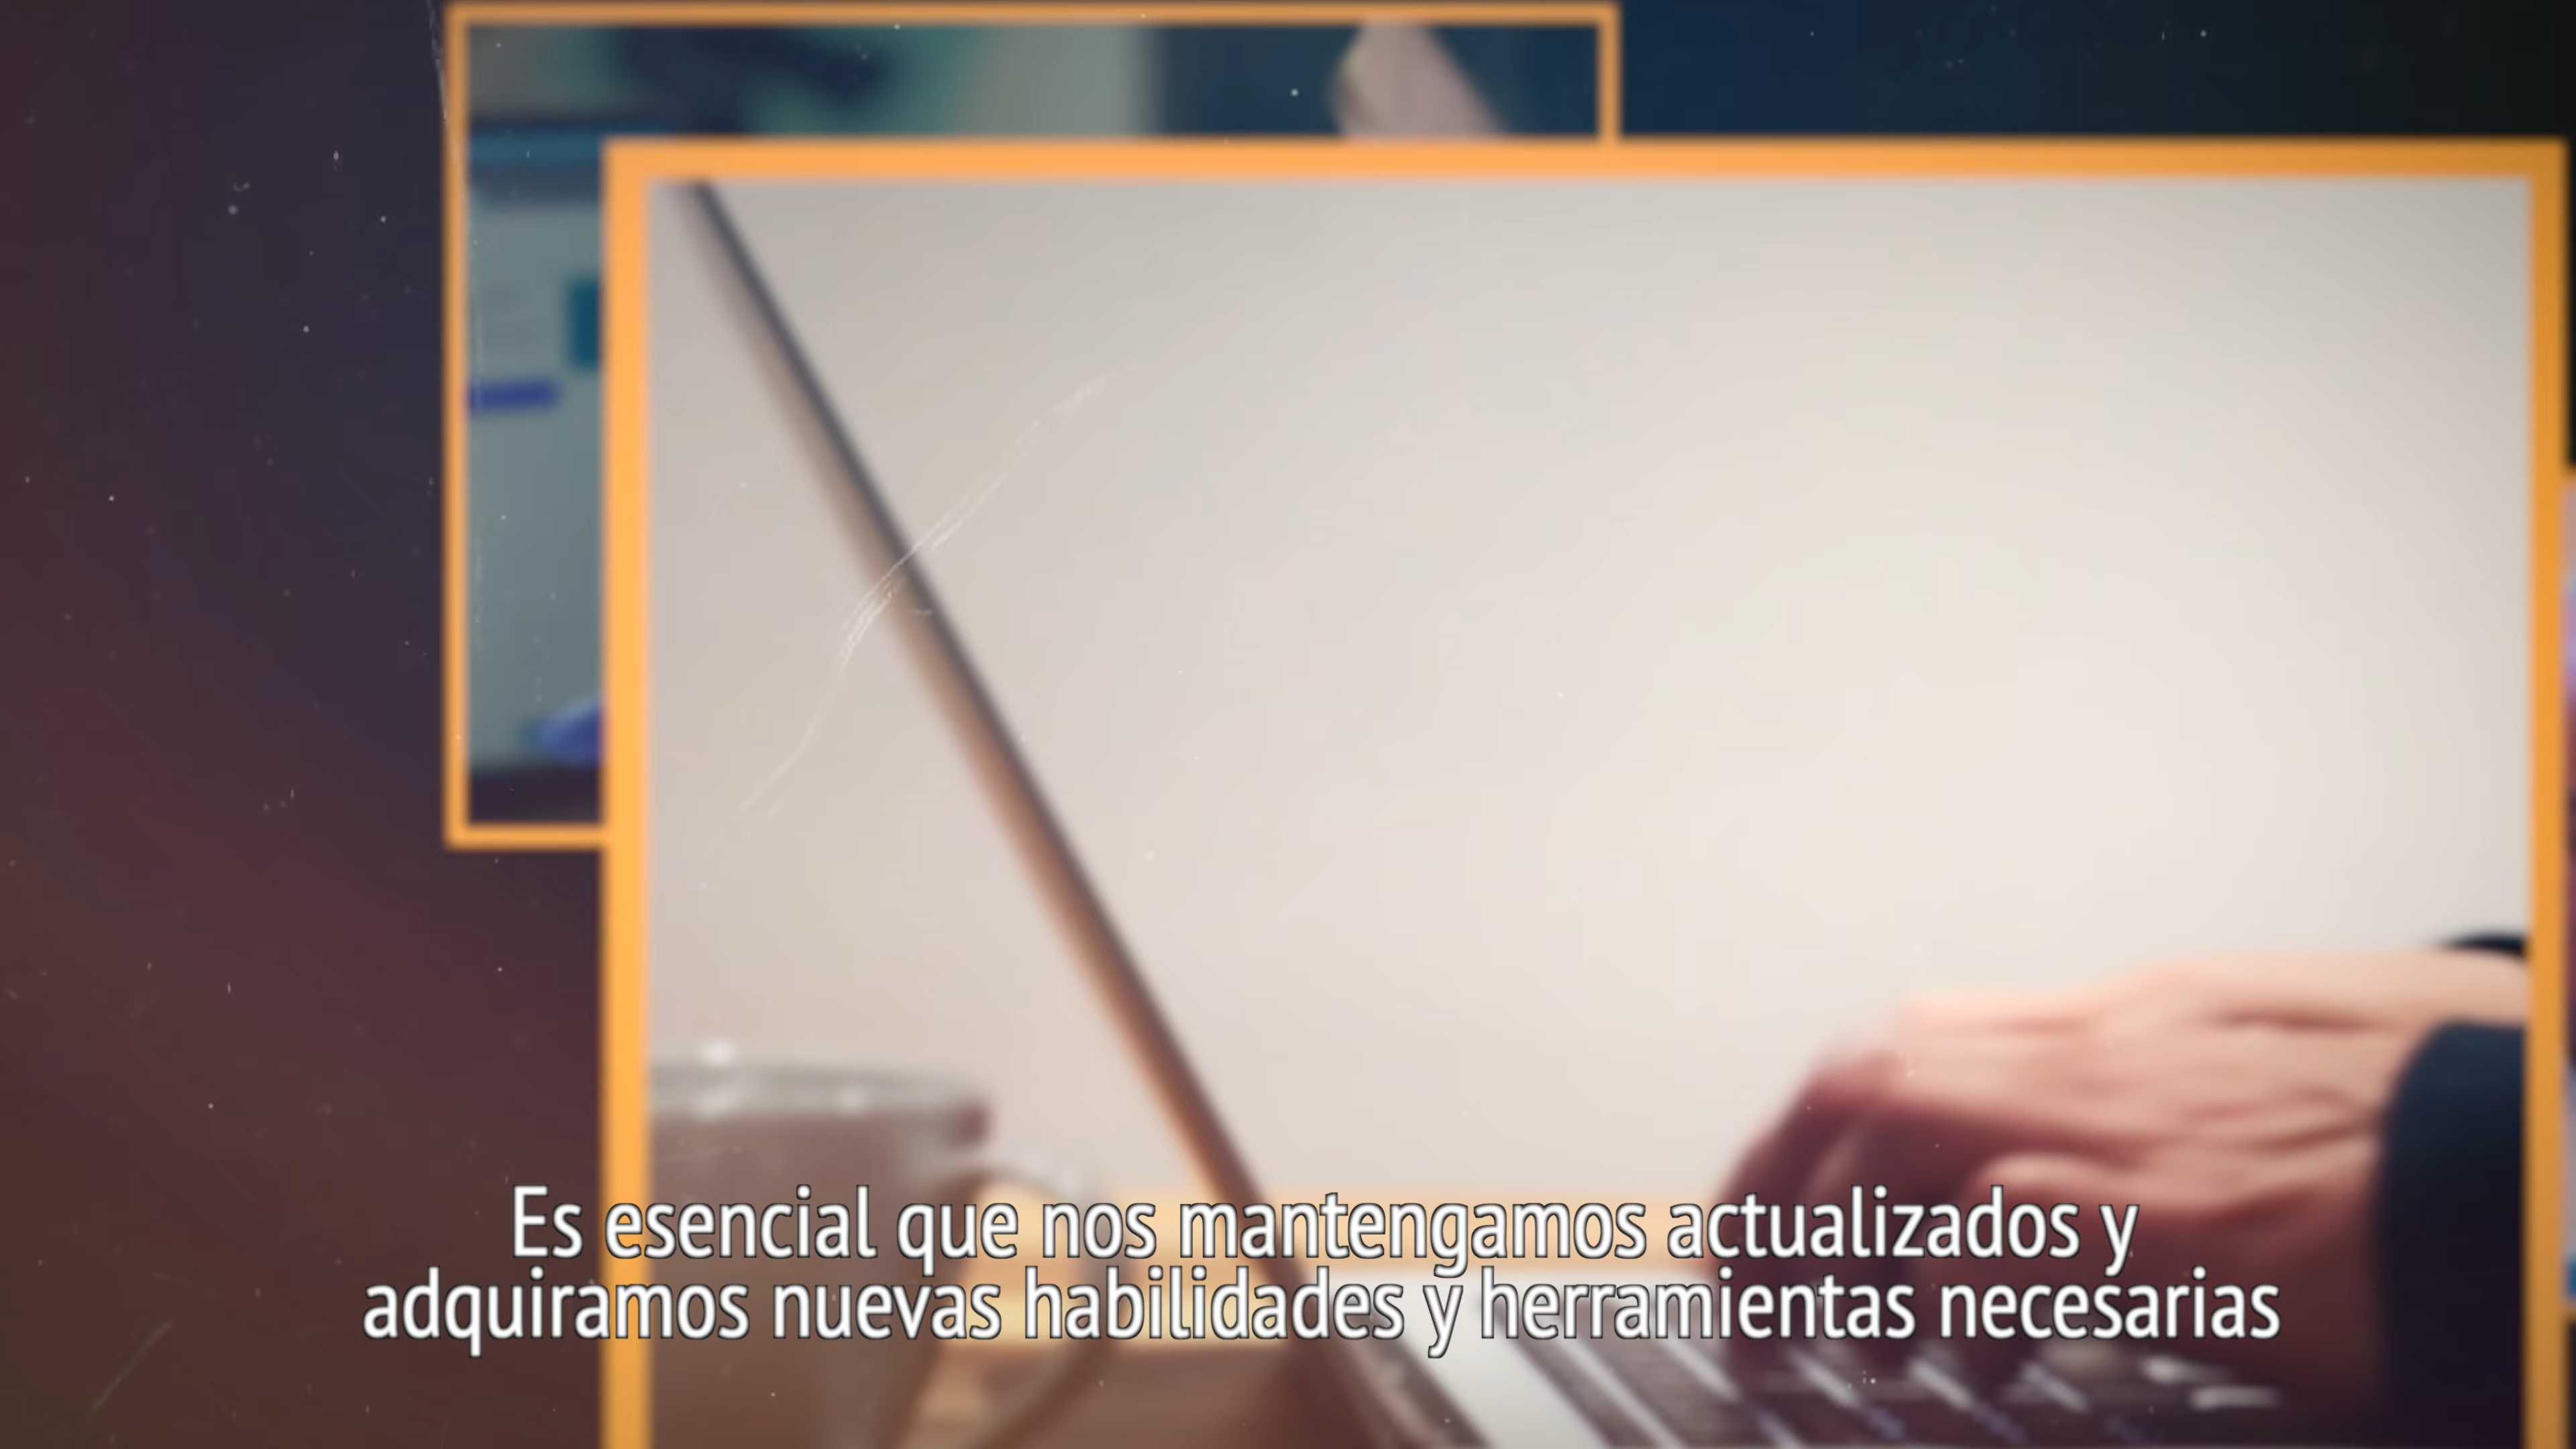 Es esencial que nos mantengamos actualizados y
adquiramos nuevas habilidades y herramientas necesarias